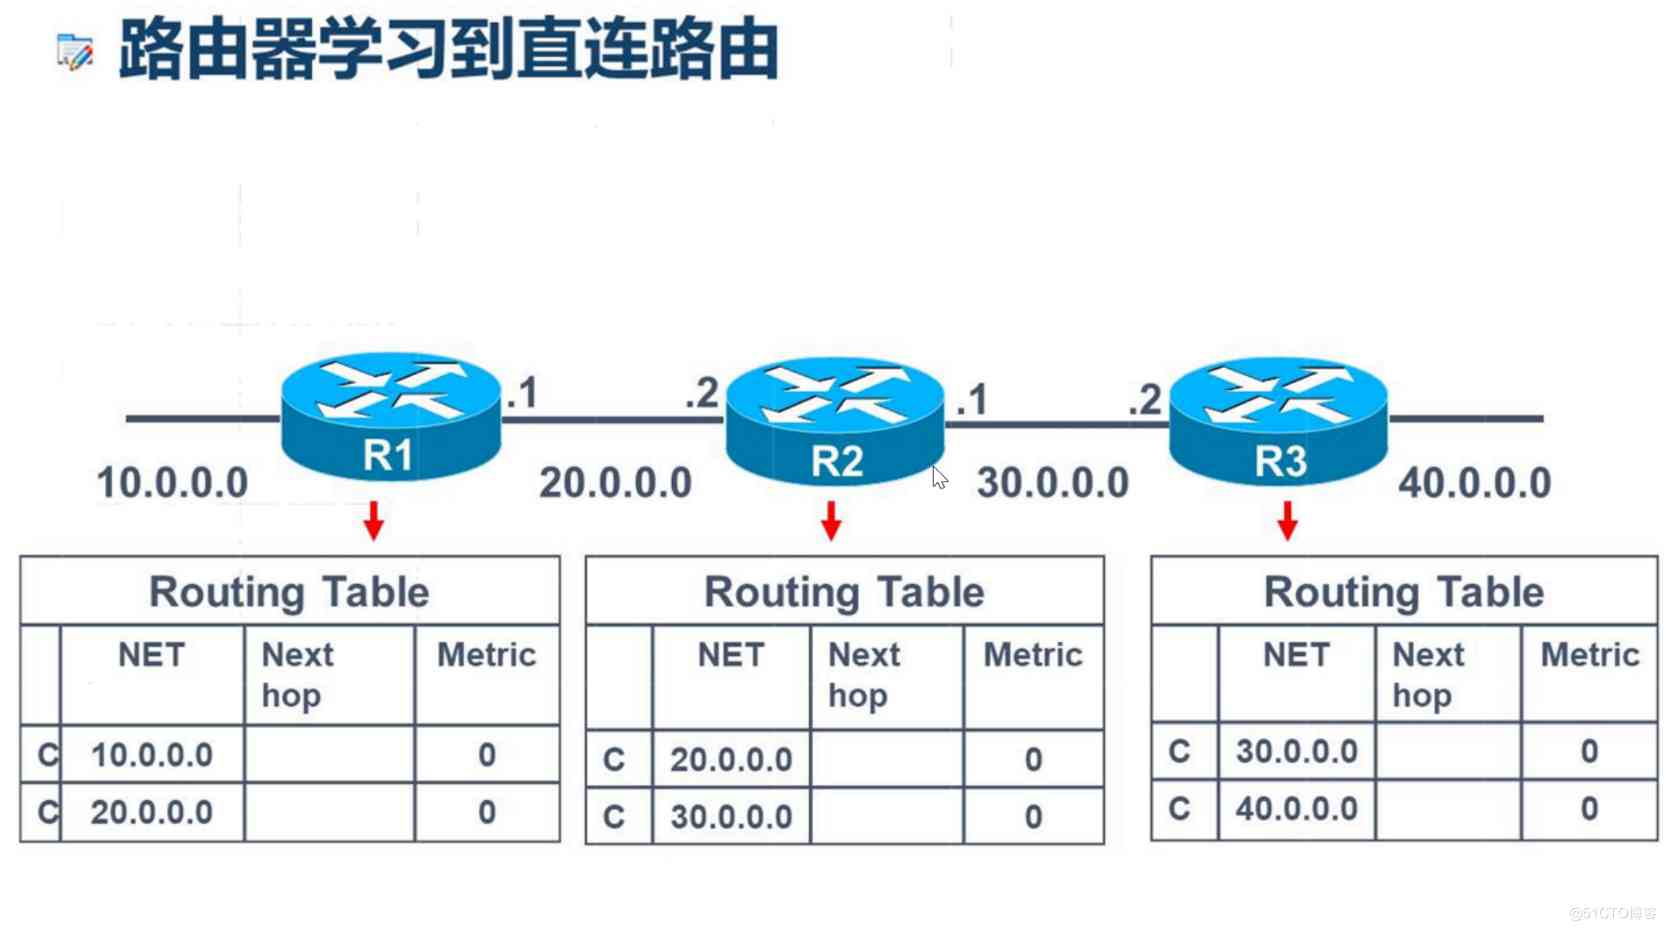 路由器学习到直连路由
.1 .2 .1 .2
R1 R2 R3
10.0.0.0 20.0.0.0 30.0.0.0 40.0.0.0
Routing Table
NET Next hop Metric
C 10.0.0.0 0
C 20.0.0.0 0
Routing Table
NET Next hop Metric
C 20.0.0.0 0
C 30.0.0.0 0
Routing Table
NET Next hop Metric
C 30.0.0.0 0
C 40.0.0.0 0
@51CTO博客